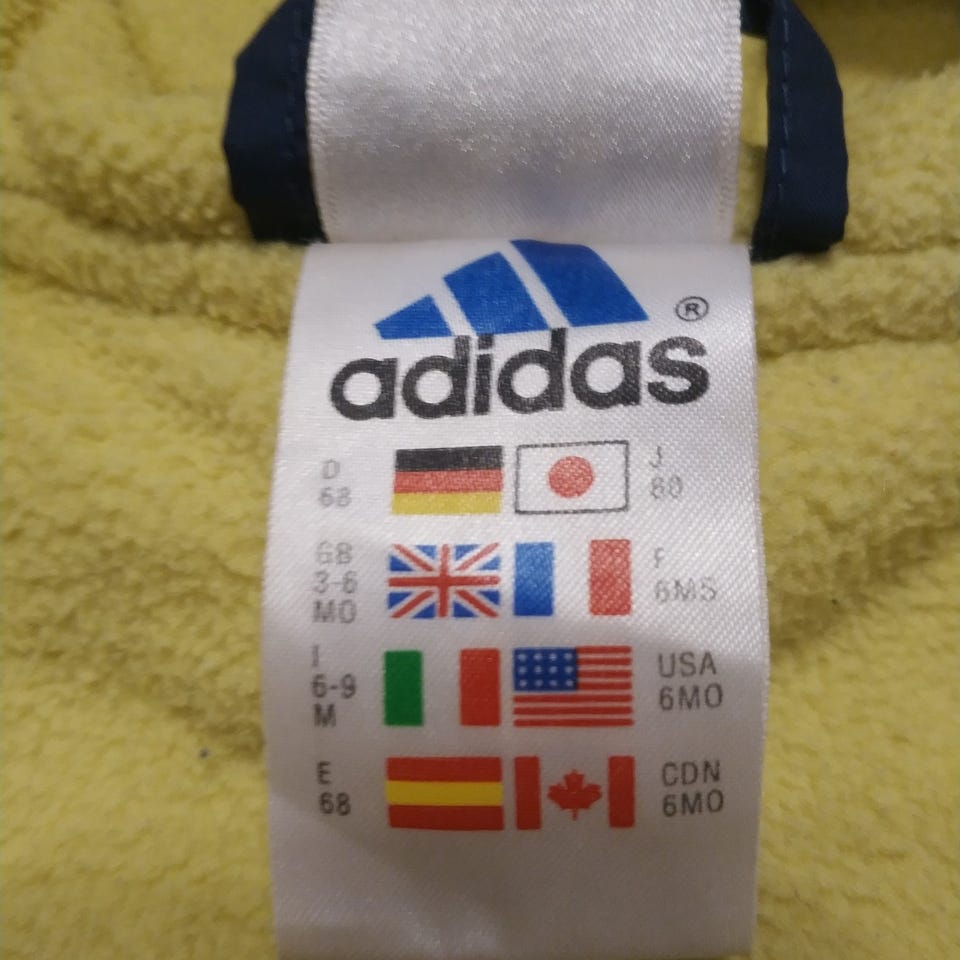 ®
adidas
D
68
J
80
GB
3-6
MO
F
6MS
I
6-9
M
USA
6MO
E
68
CDN
6MO